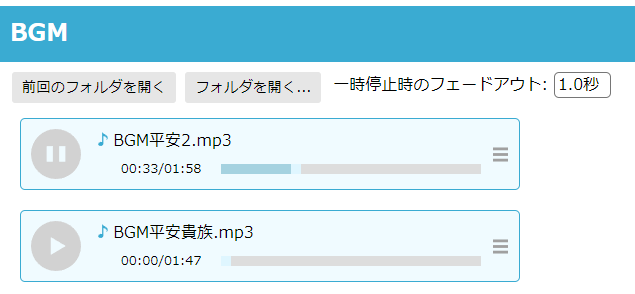 BGM
前回のフォルダを開く フォルダを開く... 一時停止時のフェードアウト: 1.0秒
♪ BGM平安2.mp3
00:33/01:58
♪ BGM平安貴族.mp3
00:00/01:47